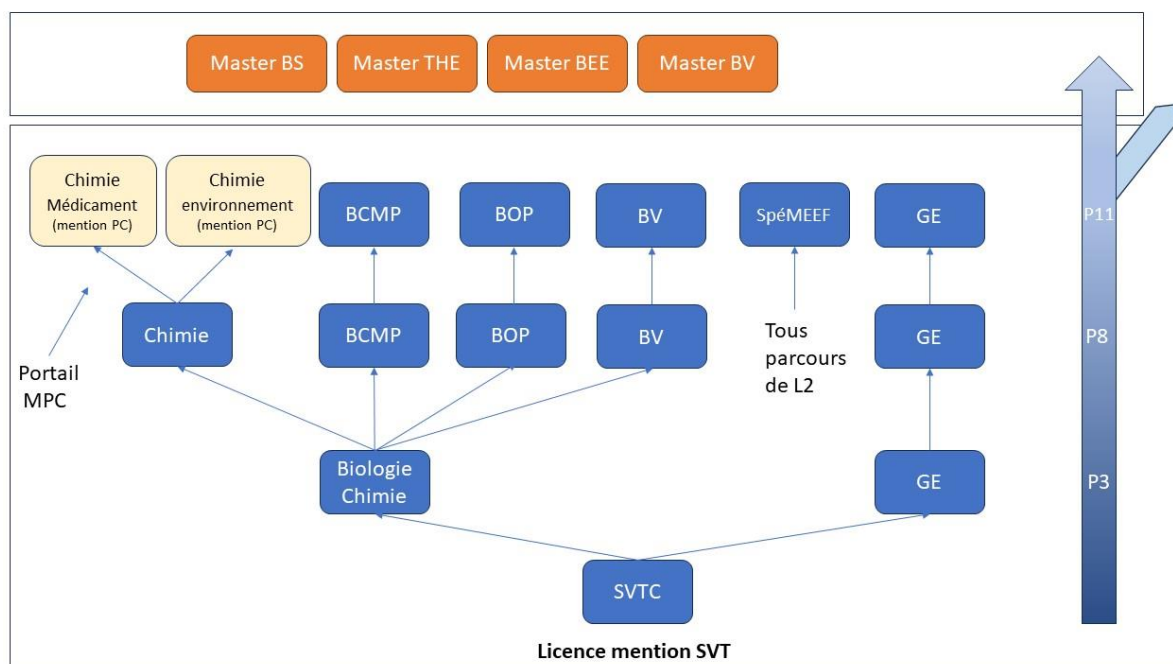 Master BS
Master THE
Master BEE
Master BV
Chimie
Médicament
(mention PC)
Chimie
environnement
(mention PC)
BCMP
BOP
BV
SpéMEEF
GE
P11
Chimie
BCMP
BOP
BV
Tous
parcours
de L2
GE
P8
Portail
MPC
Biologie
Chimie
GE
P3
SVTC
Licence mention SVT